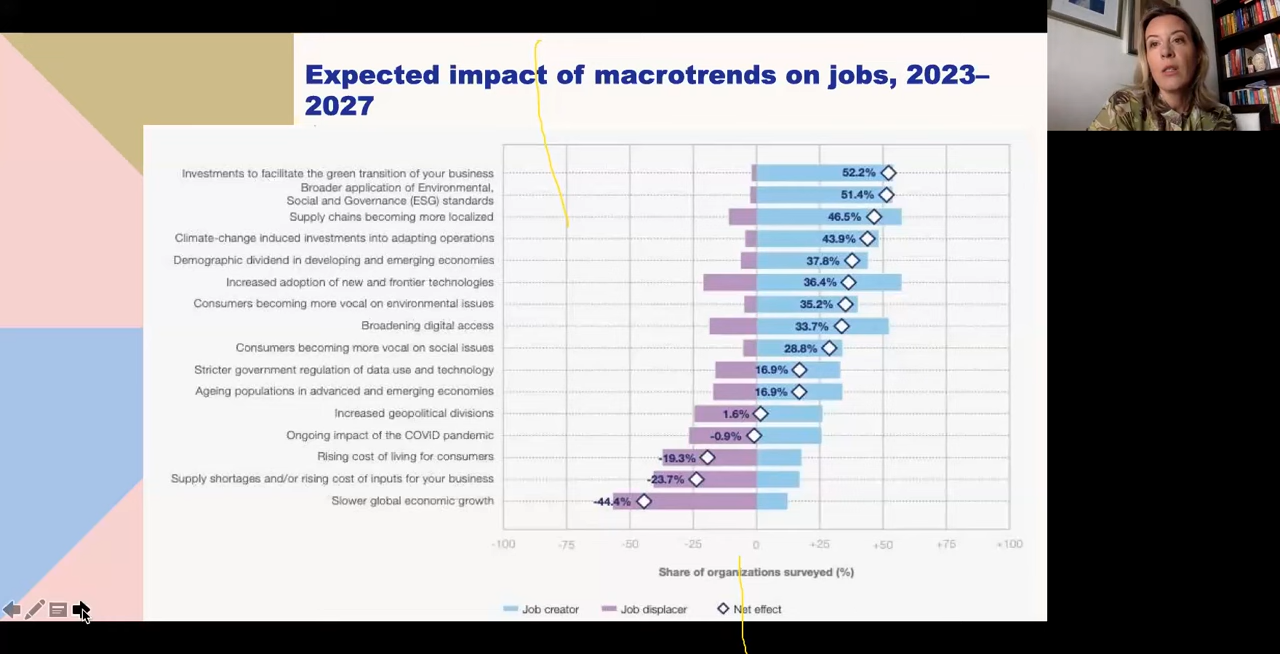 Expected impact of macrotrends on jobs, 2023–
2027
Investments to facilitate the green transition of your business
52.2%
Broader application of Environmental,
Social and Governance (ESG) standards
51.4%
Supply chains becoming more localized
46.5%
Climate-change induced investments into adapting operations
43.9%
Demographic dividend in developing and emerging economies
37.8%
Increased adoption of new and frontier technologies
36.4%
Consumers becoming more vocal on environmental issues
35.2%
Broadening digital access
33.7%
Consumers becoming more vocal on social issues
28.8%
Stricter government regulation of data use and technology
16.9%
Ageing populations in advanced and emerging economies
16.9%
Increased geopolitical divisions
1.6%
Ongoing impact of the COVID pandemic
-0.9%
Rising cost of living for consumers
-19.3%
Supply shortages and/or rising cost of inputs for your business
-23.7%
Slower global economic growth
-44.4%
-100 -75 -50 -25 0 +25 +50 +75 +100
Share of organizations surveyed (%)
Job creator Job displacer Net effect